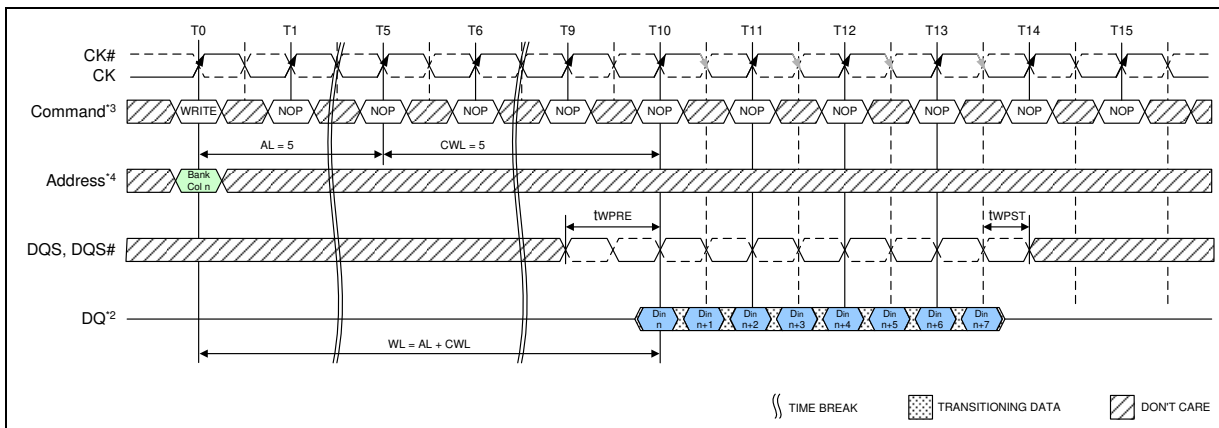 T0 T1 T5 T6 T9 T10 T11 T12 T13 T14 T15
CK#
CK
Command*3 WRITE NOP NOP NOP NOP NOP NOP NOP NOP NOP NOP
AL = 5 CWL = 5
Address*4 Bank
Col n
tWPRE tWPST
DQS, DQS#
DQ*2 Din
n Din
n+1 Din
n+2 Din
n+3 Din
n+4 Din
n+5 Din
n+6 Din
n+7
WL = AL + CWL
TIME BREAK TRANSITIONING DATA DON'T CARE